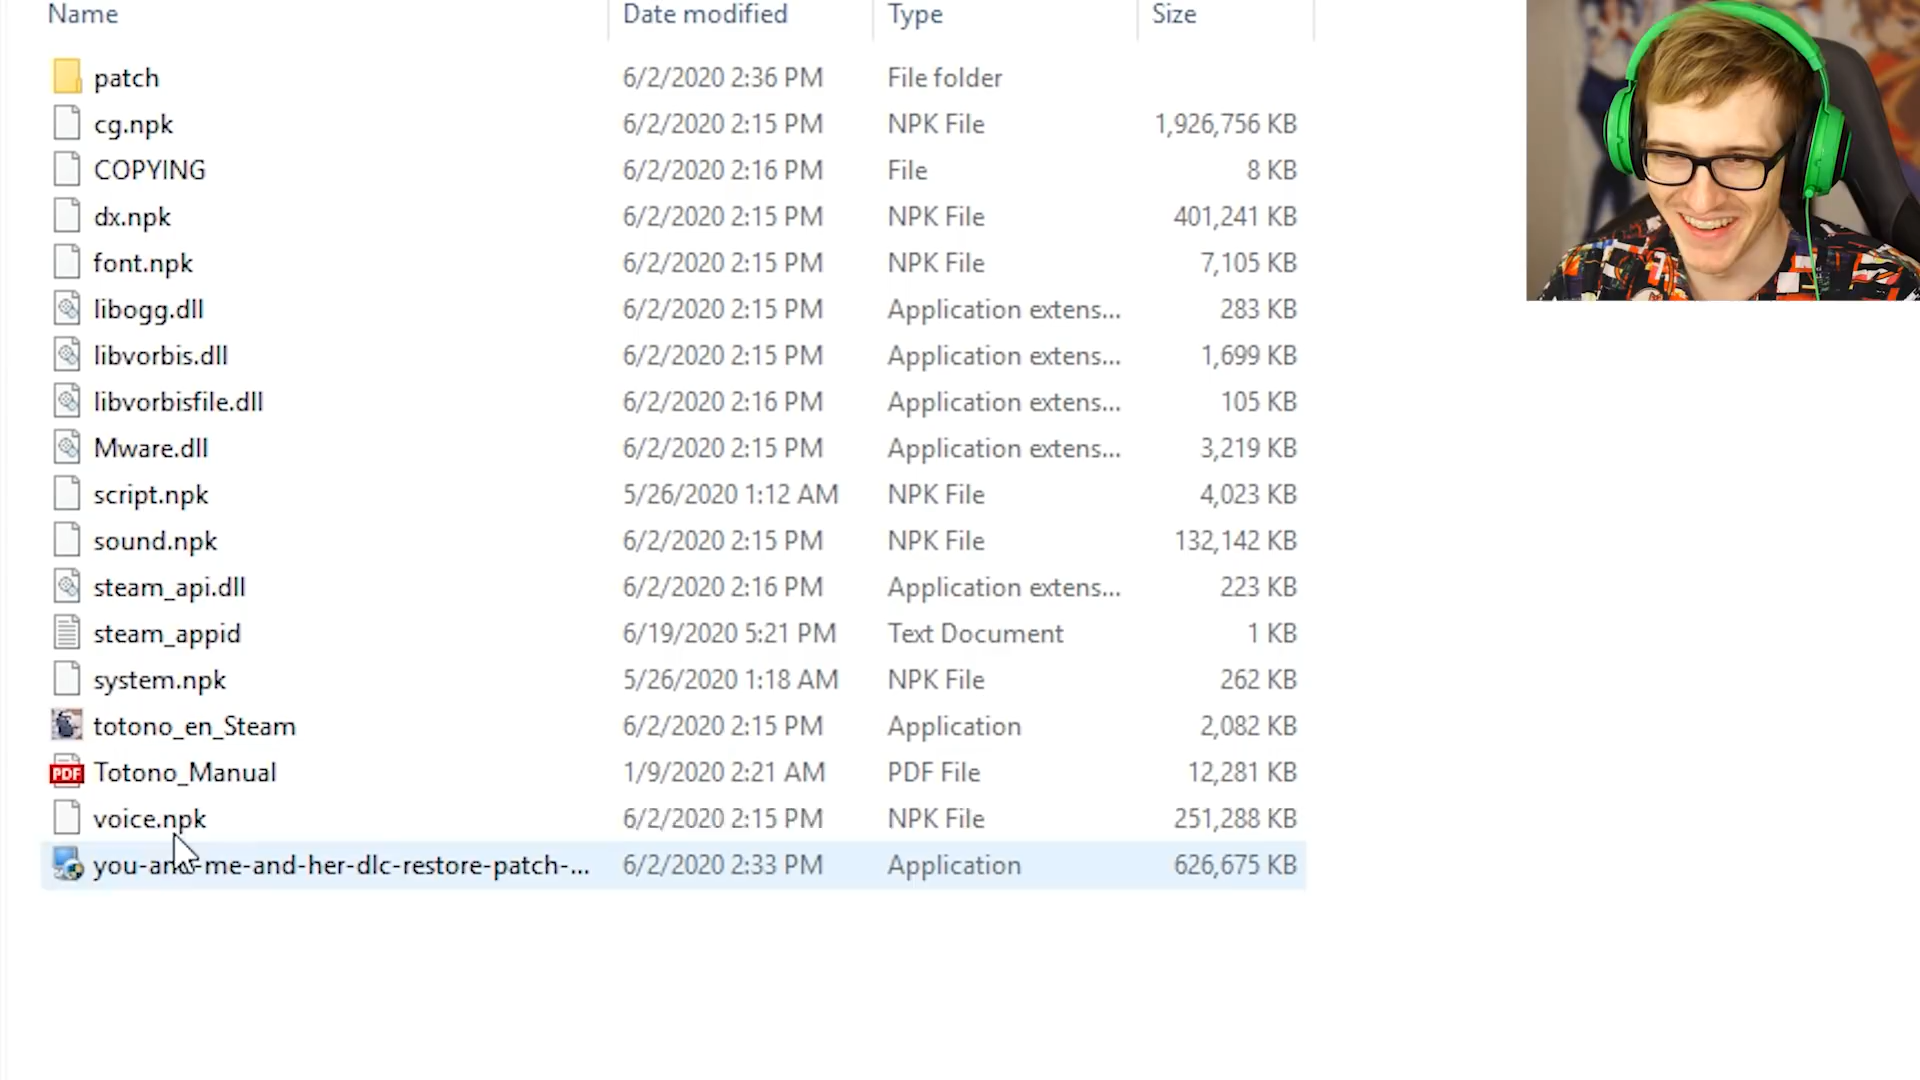 Name Date modified Type Size
patch 6/2/2020 2:36 PM File folder
cg.npk 6/2/2020 2:15 PM NPK File 1,926,756 KB
COPYING 6/2/2020 2:16 PM File 8 KB
dx.npk 6/2/2020 2:15 PM NPK File 401,241 KB
font.npk 6/2/2020 2:15 PM NPK File 7,105 KB
libogg.dll 6/2/2020 2:15 PM Application extens... 283 KB
libvorbis.dll 6/2/2020 2:15 PM Application extens... 1,699 KB
libvorbisfile.dll 6/2/2020 2:16 PM Application extens... 105 KB
Mware.dll 6/2/2020 2:15 PM Application extens... 3,219 KB
script.npk 5/26/2020 1:12 AM NPK File 4,023 KB
sound.npk 6/2/2020 2:15 PM NPK File 132,142 KB
steam_api.dll 6/2/2020 2:16 PM Application extens... 223 KB
steam_appid 6/19/2020 5:21 PM Text Document 1 KB
system.npk 5/26/2020 1:18 AM NPK File 262 KB
totono_en_Steam 6/2/2020 2:15 PM Application 2,082 KB
PDF Totono_Manual 1/9/2020 2:21 AM PDF File 12,281 KB
voice.npk 6/2/2020 2:15 PM NPK File 251,288 KB
you-and-me-and-her-dlc-restore-patch-... 6/2/2020 2:33 PM Application 626,675 KB